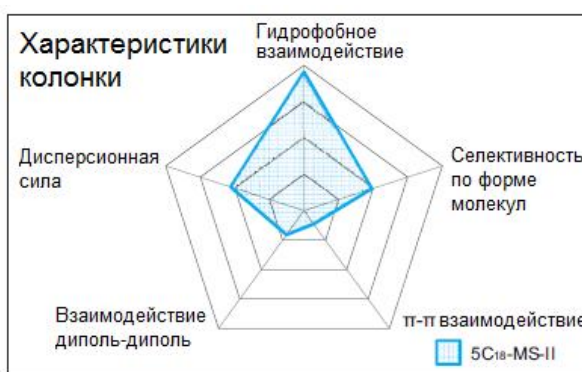 Характеристики
колонки
Гидрофобное
взаимодействие
Дисперсионная
сила
Селективность
по форме
молекул
Взаимодействие
диполь-диполь
π-π взаимодействие
5C₁₈-MS-II